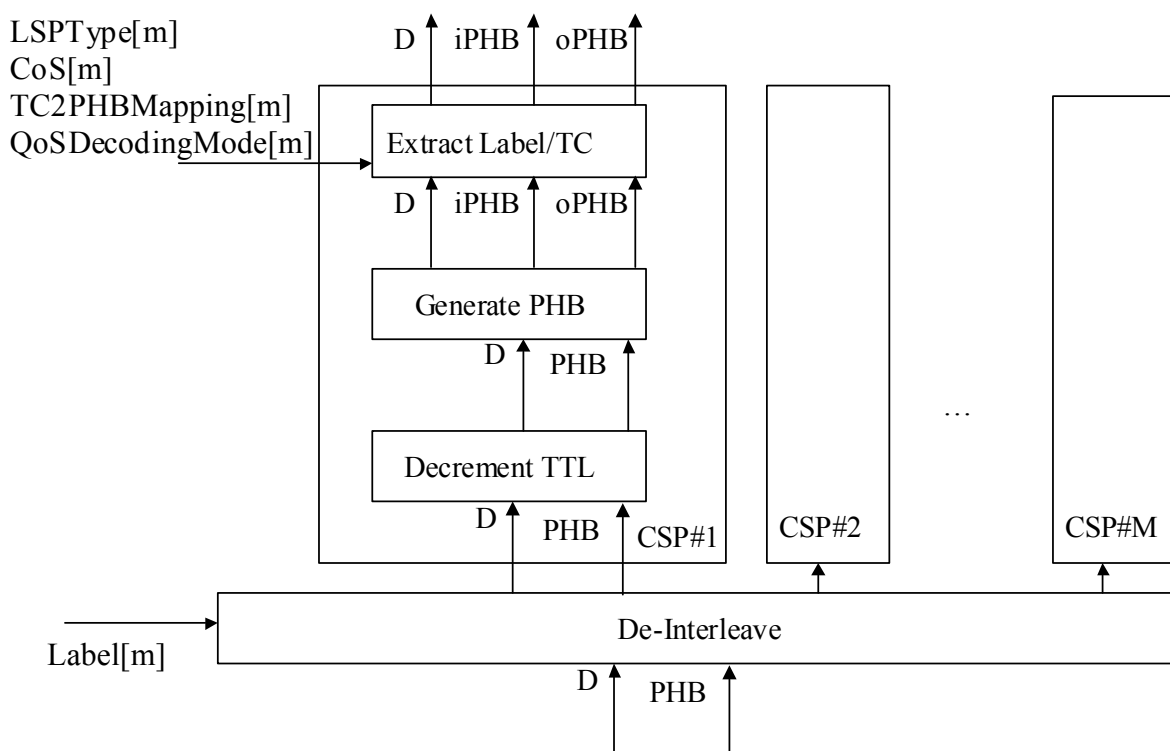 LSPType[m]
CoS[m]
TC2PHBMapping[m]
QoSDecodingMode[m]
D iPHB oPHB
Extract Label/TC
D iPHB oPHB
Generate PHB
D PHB
Decrement TTL
D PHB CSP#1
CSP#2
...
CSP#M
De-Interleave
Label[m]
D PHB